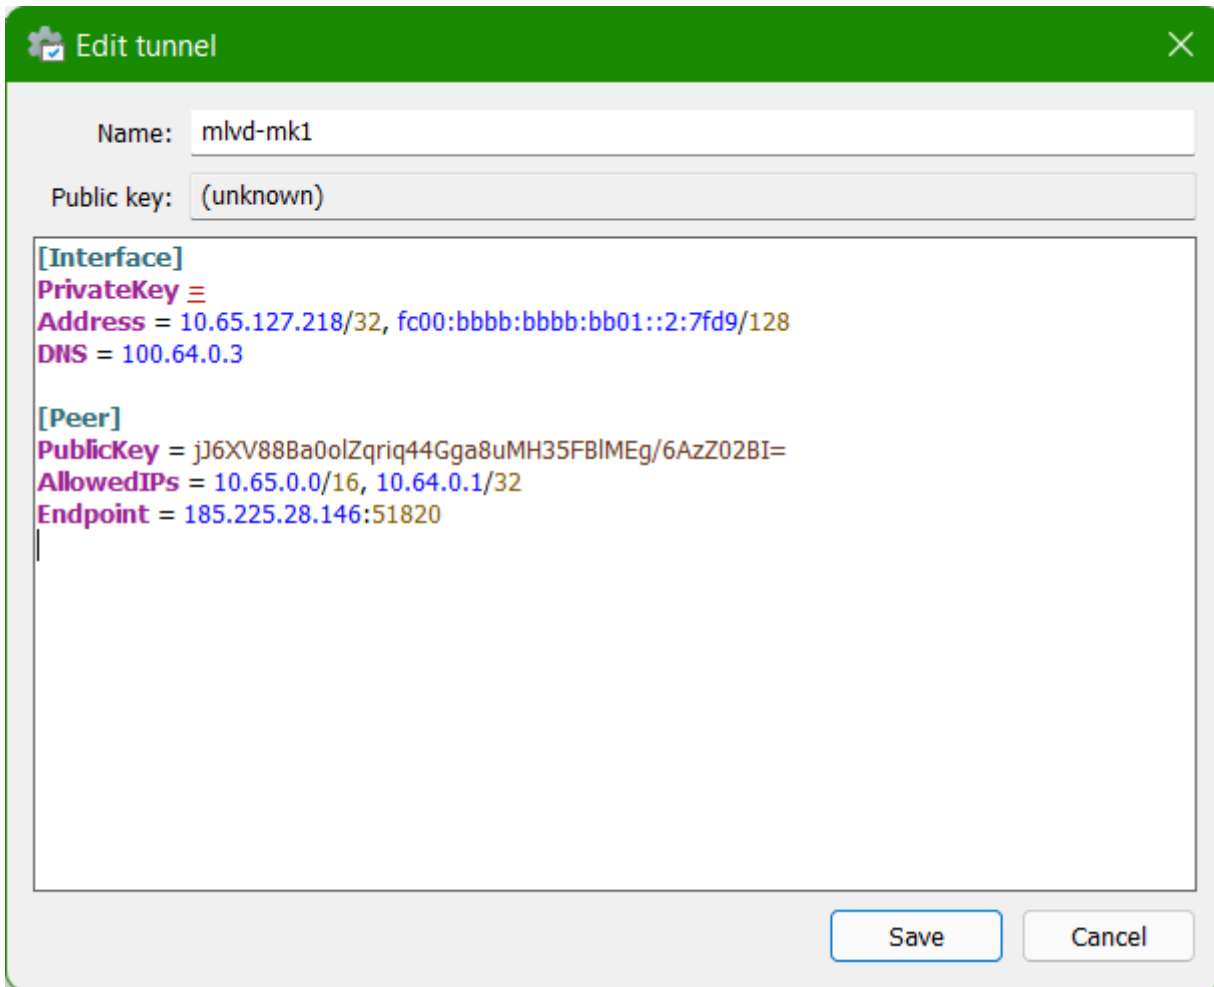 Edit tunnel
Name: mlvd-mk1
Public key: (unknown)
[Interface]
PrivateKey =
Address = 10.65.127.218/32, fc00:bbbb:bbbb:bb01::2:7fd9/128
DNS = 100.64.0.3
[Peer]
PublicKey = jJ6XV88Ba0olZqriq44Gga8uMH35FBlMEg/6AzZ02BI=
AllowedIPs = 10.65.0.0/16, 10.64.0.1/32
Endpoint = 185.225.28.146:51820
Save Cancel